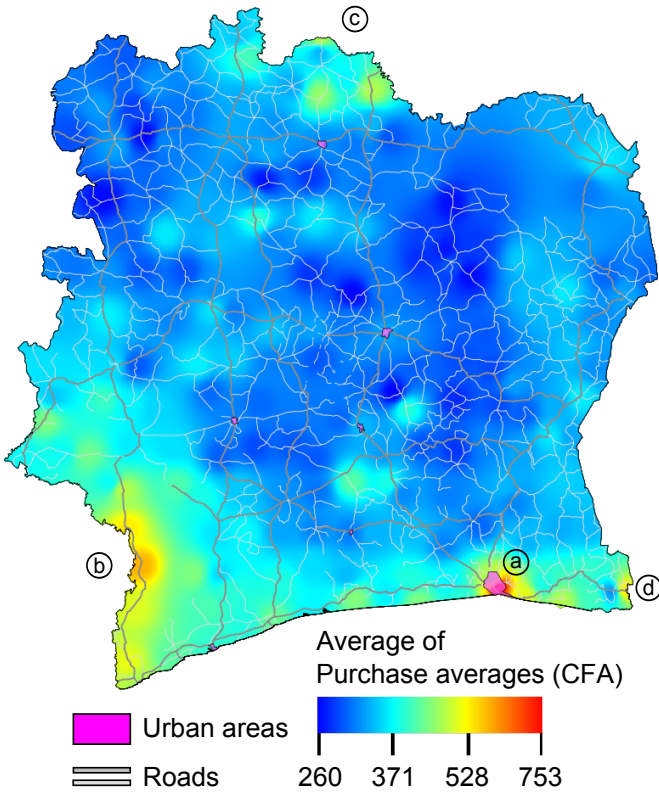 c
a
b
d
Average of
Purchase averages (CFA)
Urban areas
Roads
260 371 528 753